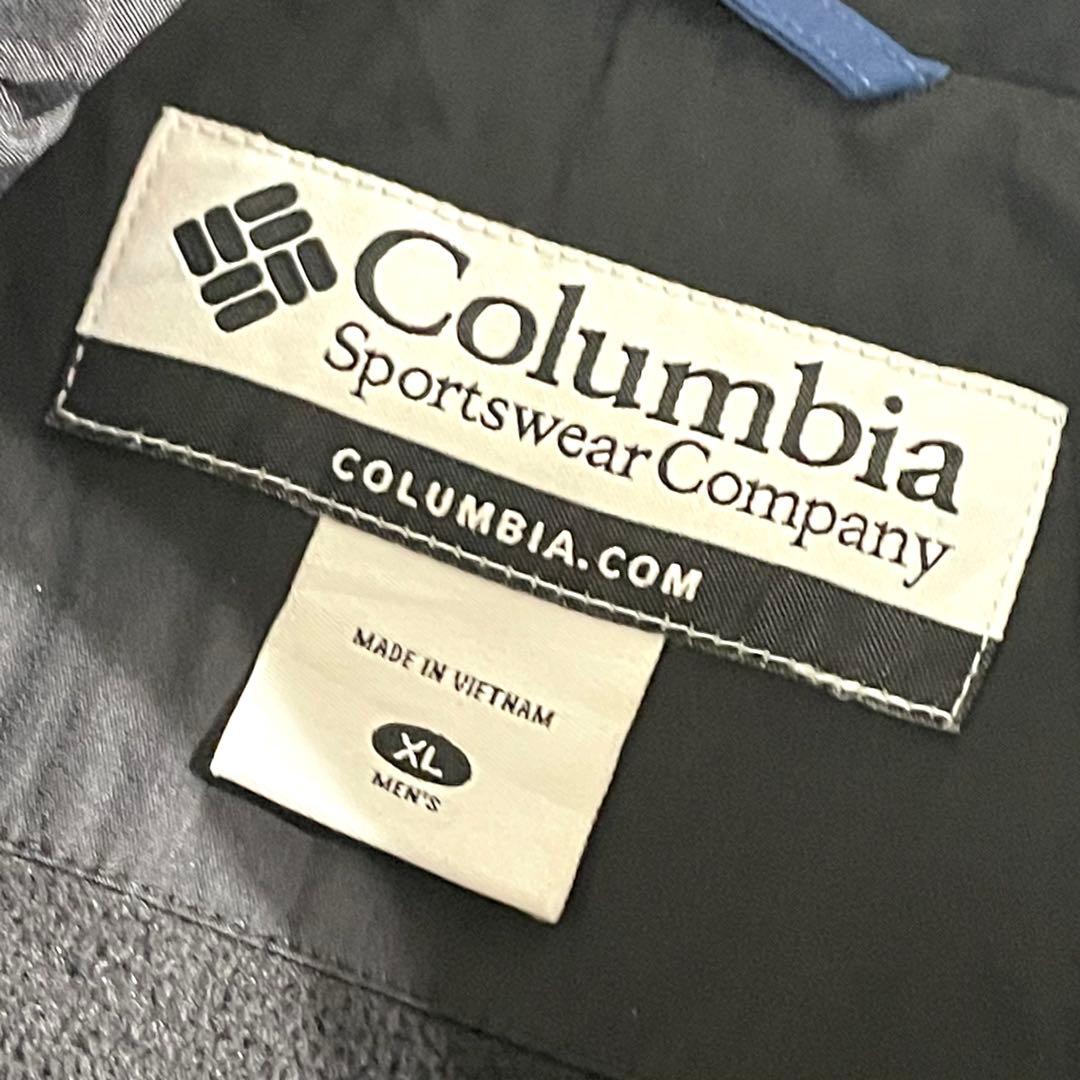 Columbia
Sportswear Company
COLUMBIA.COM
MADE IN VIETNAM
XL
MEN'S